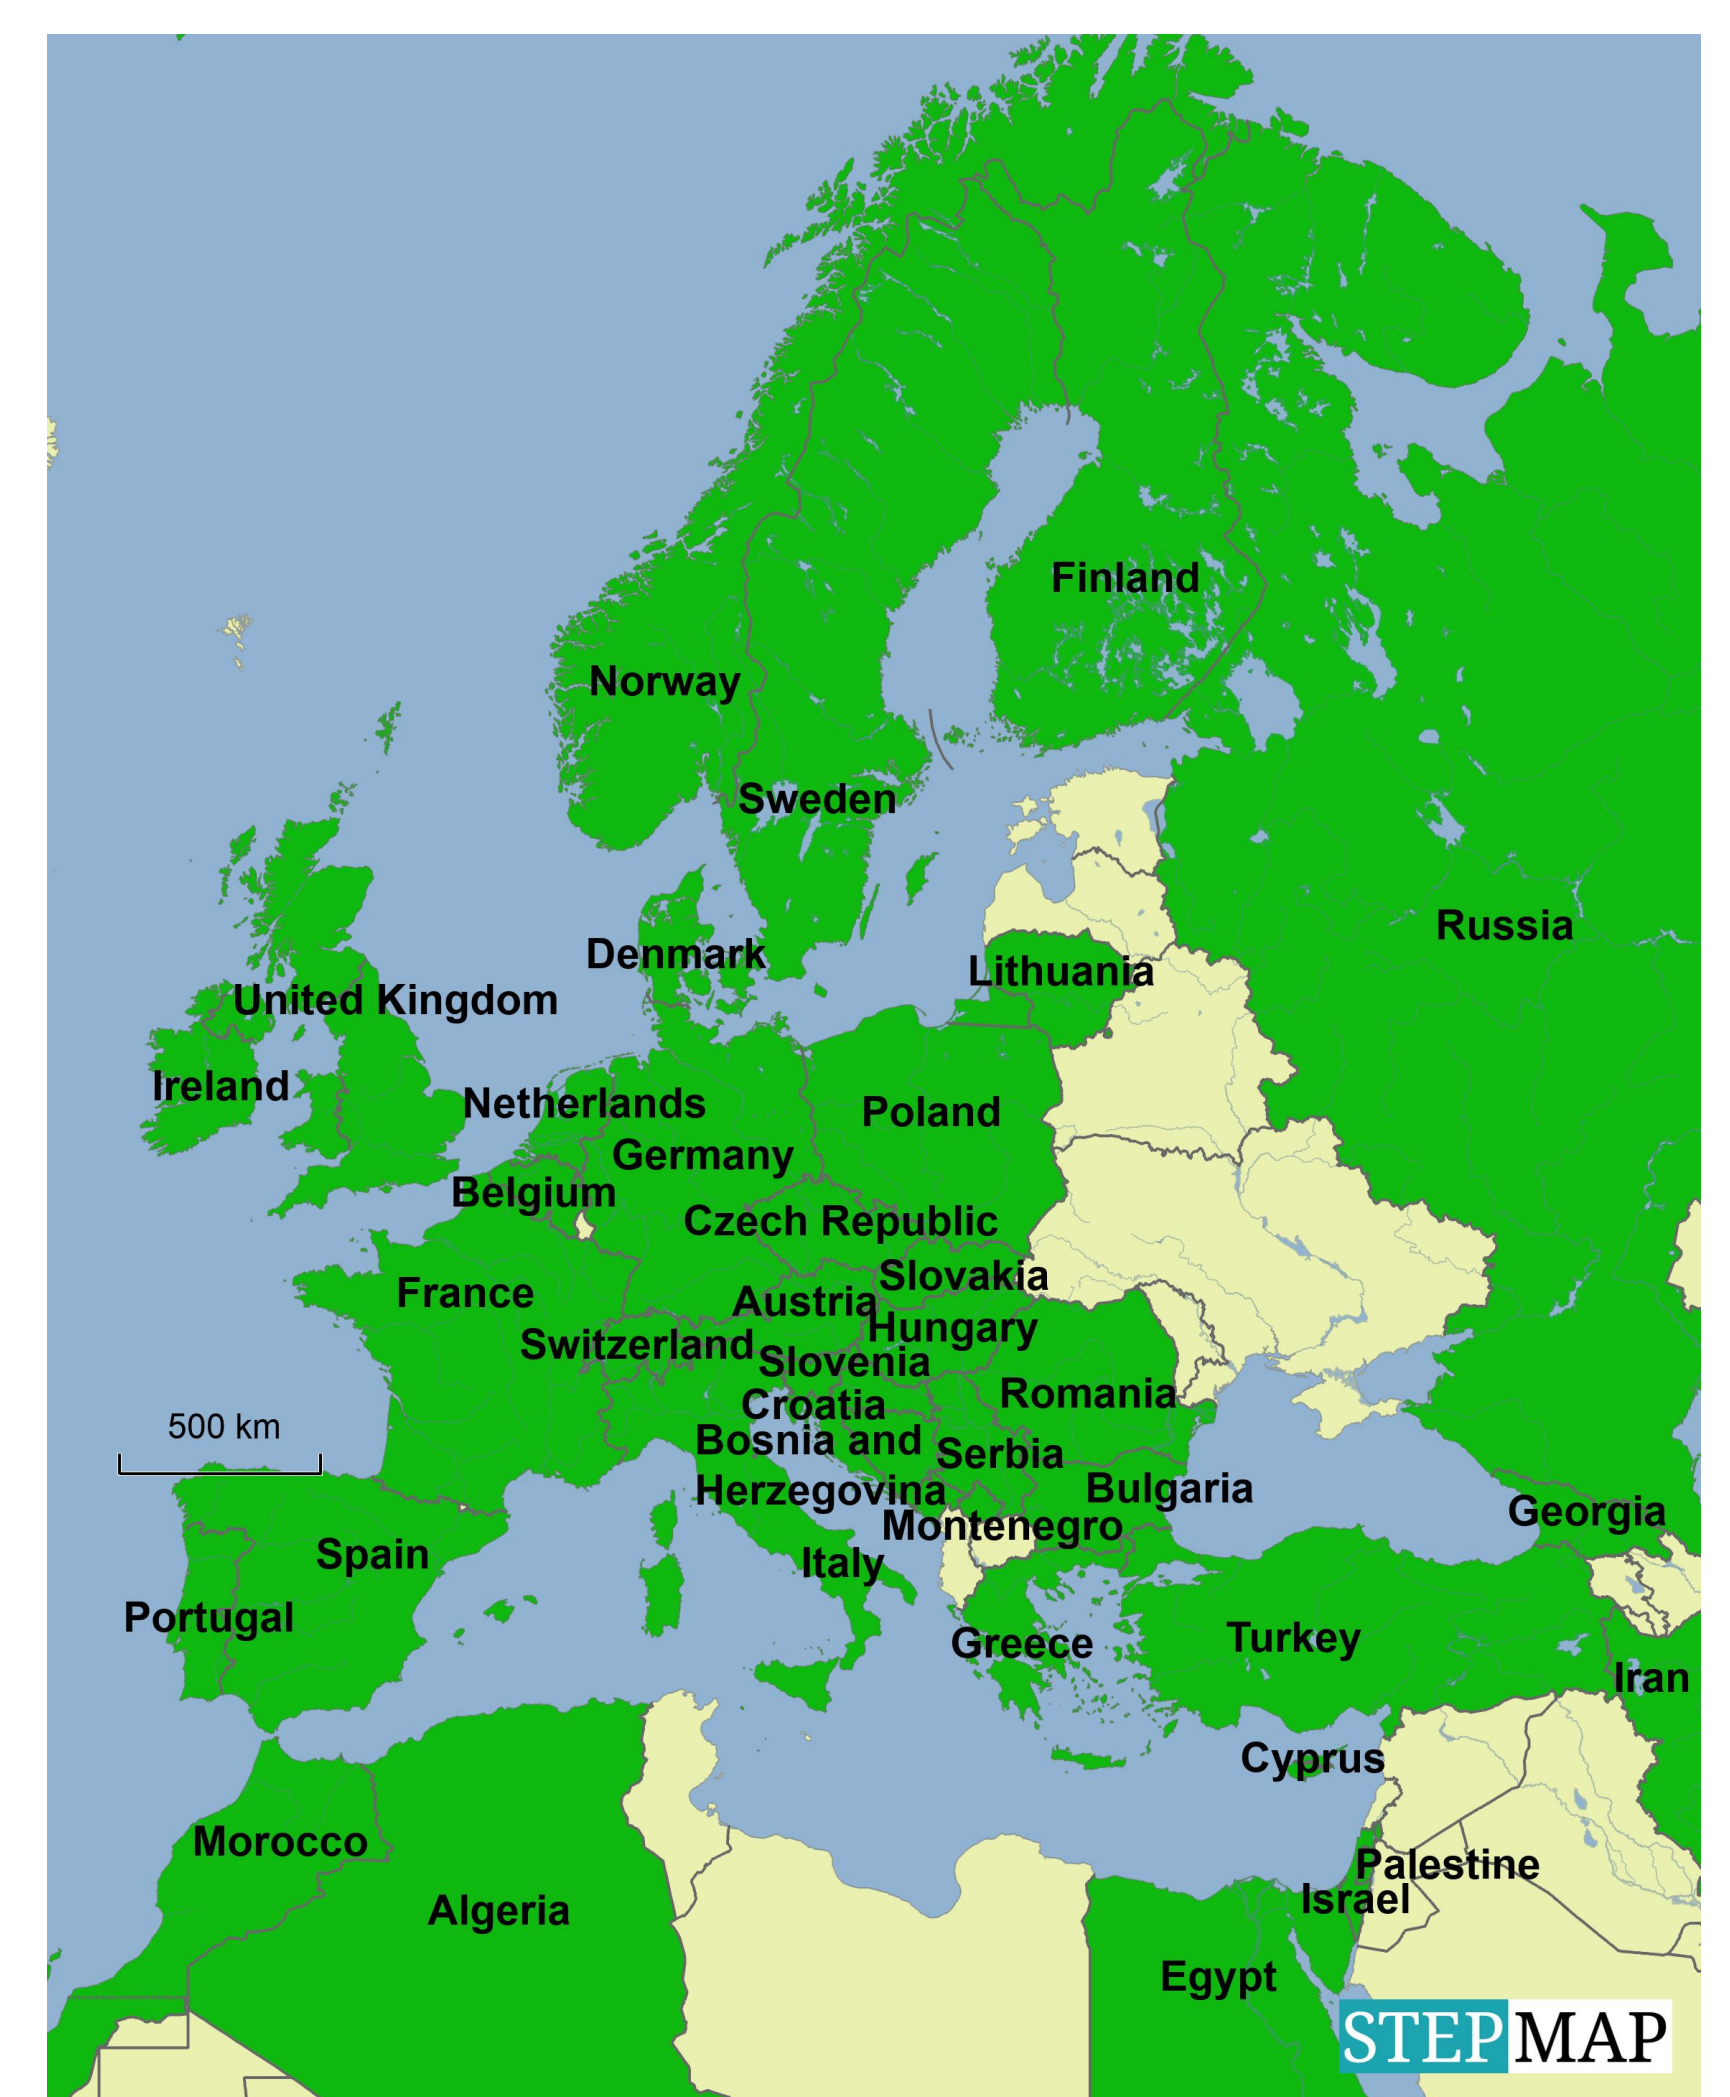 Finland
Norway
Sweden
Russia
Denmark
Lithuania
United Kingdom
Ireland
Netherlands
Poland
Germany
Belgium
Czech Republic
Slovakia
France
Austria
Hungary
Switzerland
Slovenia
Romania
Croatia
500 km
Bosnia and
Herzegovina
Serbia
Bulgaria
Georgia
Montenegro
Spain
Italy
Portugal
Greece
Turkey
Iran
Cyprus
Morocco
Palestine
Israel
Algeria
Egypt
STEPMAP